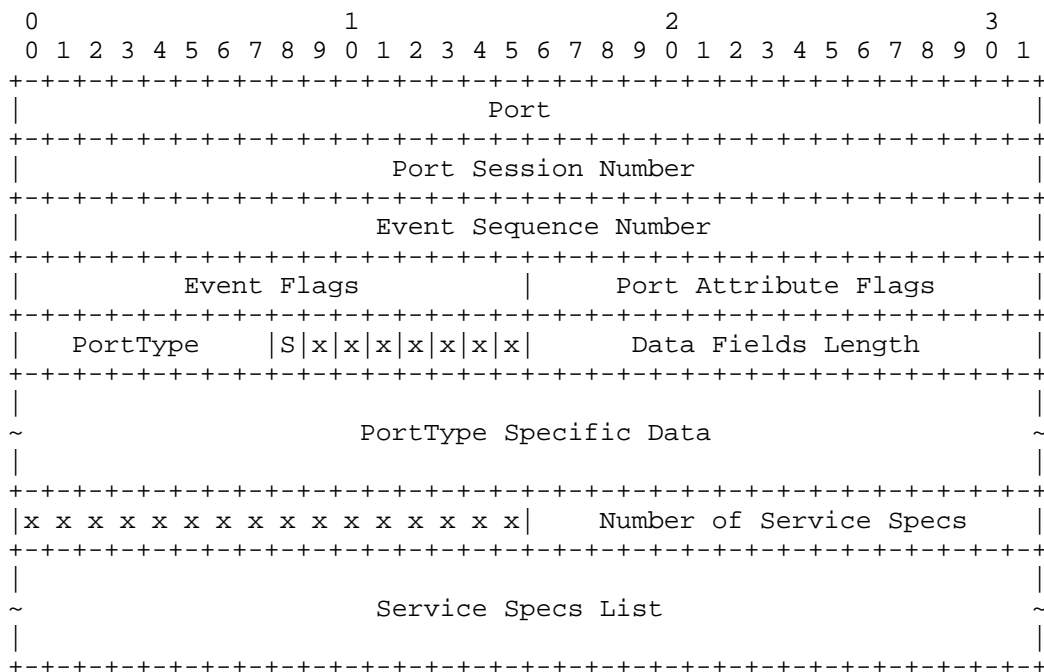 0                   1                   2                   3
 0 1 2 3 4 5 6 7 8 9 0 1 2 3 4 5 6 7 8 9 0 1 2 3 4 5 6 7 8 9 0 1
+-+-+-+-+-+-+-+-+-+-+-+-+-+-+-+-+-+-+-+-+-+-+-+-+-+-+-+-+-+-+-+-+
|                             Port                              |
+-+-+-+-+-+-+-+-+-+-+-+-+-+-+-+-+-+-+-+-+-+-+-+-+-+-+-+-+-+-+-+-+
|                       Port Session Number                     |
+-+-+-+-+-+-+-+-+-+-+-+-+-+-+-+-+-+-+-+-+-+-+-+-+-+-+-+-+-+-+-+-+
|                      Event Sequence Number                    |
+-+-+-+-+-+-+-+-+-+-+-+-+-+-+-+-+-+-+-+-+-+-+-+-+-+-+-+-+-+-+-+-+
|          Event Flags          |     Port Attribute Flags      |
+-+-+-+-+-+-+-+-+-+-+-+-+-+-+-+-+-+-+-+-+-+-+-+-+-+-+-+-+-+-+-+-+
|   PortType    |S|x|x|x|x|x|x|x|      Data Fields Length       |
+-+-+-+-+-+-+-+-+-+-+-+-+-+-+-+-+-+-+-+-+-+-+-+-+-+-+-+-+-+-+-+-+
|                                                               |
~                     PortType Specific Data                    ~
|                                                               |
+-+-+-+-+-+-+-+-+-+-+-+-+-+-+-+-+-+-+-+-+-+-+-+-+-+-+-+-+-+-+-+-+
|x x x x x x x x x x x x x x x x|    Number of Service Specs    |
+-+-+-+-+-+-+-+-+-+-+-+-+-+-+-+-+-+-+-+-+-+-+-+-+-+-+-+-+-+-+-+-+
|                                                               |
~                      Service Specs List                       ~
|                                                               |
+-+-+-+-+-+-+-+-+-+-+-+-+-+-+-+-+-+-+-+-+-+-+-+-+-+-+-+-+-+-+-+-+